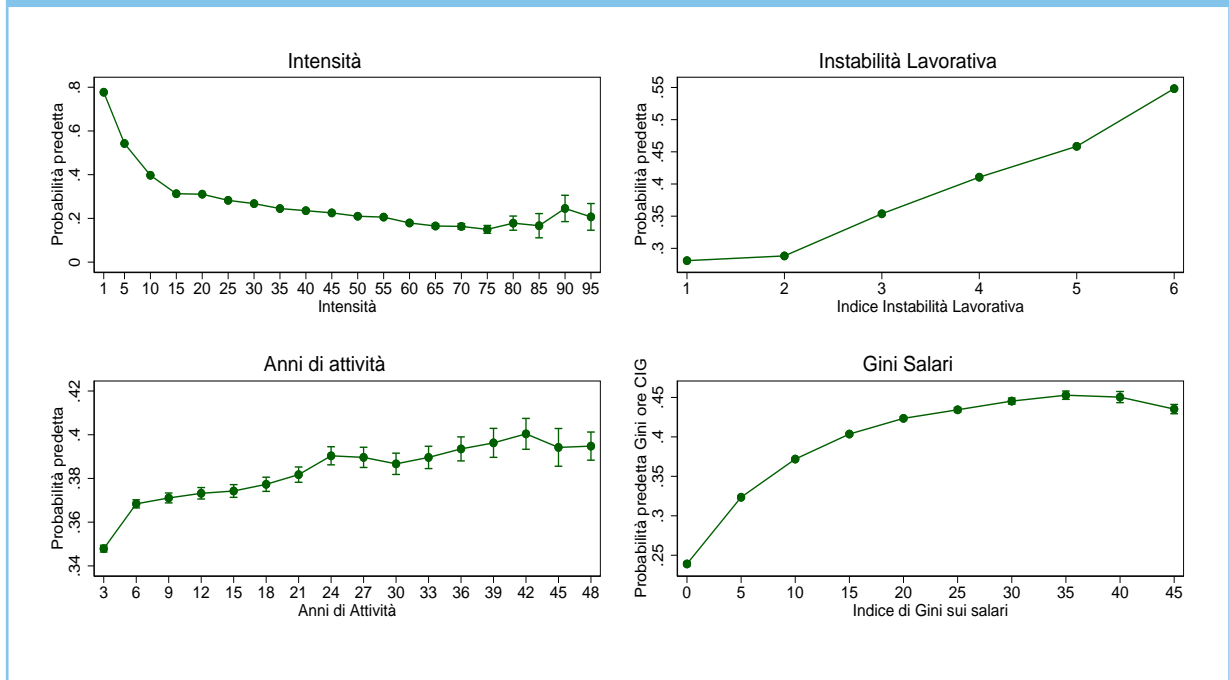 Intensità
Probabilità predetta
.8
.6
.4
.2
0
1 5 10 15 20 25 30 35 40 45 50 55 60 65 70 75 80 85 90 95
Intensità
Instabilità Lavorativa
Probabilità predetta
.55
.5
.45
.4
.35
.3
1 2 3 4 5 6
Indice Instabilità Lavorativa
Anni di attività
Probabilità predetta
.42
.4
.38
.36
.34
3 6 9 12 15 18 21 24 27 30 33 36 39 42 45 48
Anni di Attività
Gini Salari
Probabilità predetta Gini ore CIG
.45
.4
.35
.3
.25
0 5 10 15 20 25 30 35 40 45
Indice di Gini sui salari